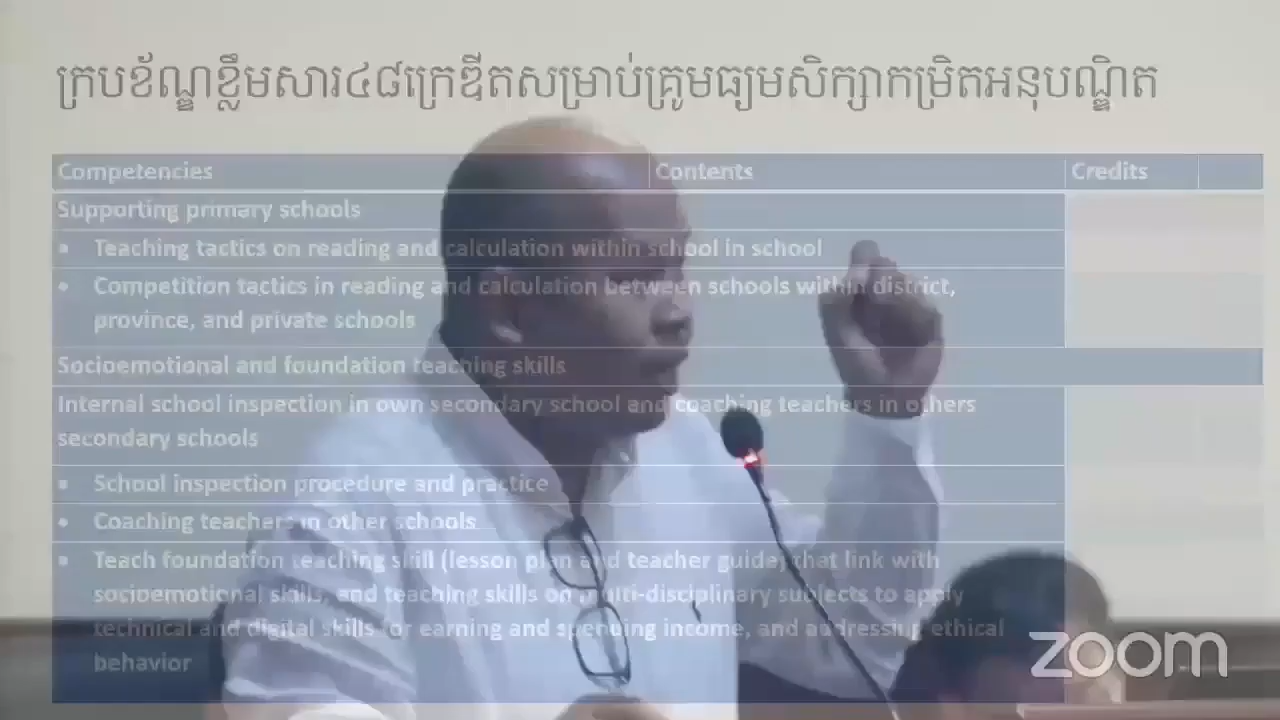 ក្របខ័ណ្ឌខ្លឹមសារ៤៨ក្រេឌីតសម្រាប់គ្រូមធ្យមសិក្សាកម្រិតអនុបណ្ឌិត
Competencies Contents Credits
Supporting primary schools
• Teaching tactics on reading and calculation within school in school
• Competition tactics in reading and calculation between schools within district,
province, and private schools
Socioemotional and foundation teaching skills
Internal school inspection in own secondary school and coaching teachers in others
secondary schools
• School inspection procedure and practice
• Coaching teachers in other schools
• Teach foundation teaching skill (lesson plan and teacher guide) that link with
socioemotional skills, and teaching skills on multi-disciplinary subjects to apply
technical and digital skills for earning and spending income, and addressing ethical
behavior
zoom